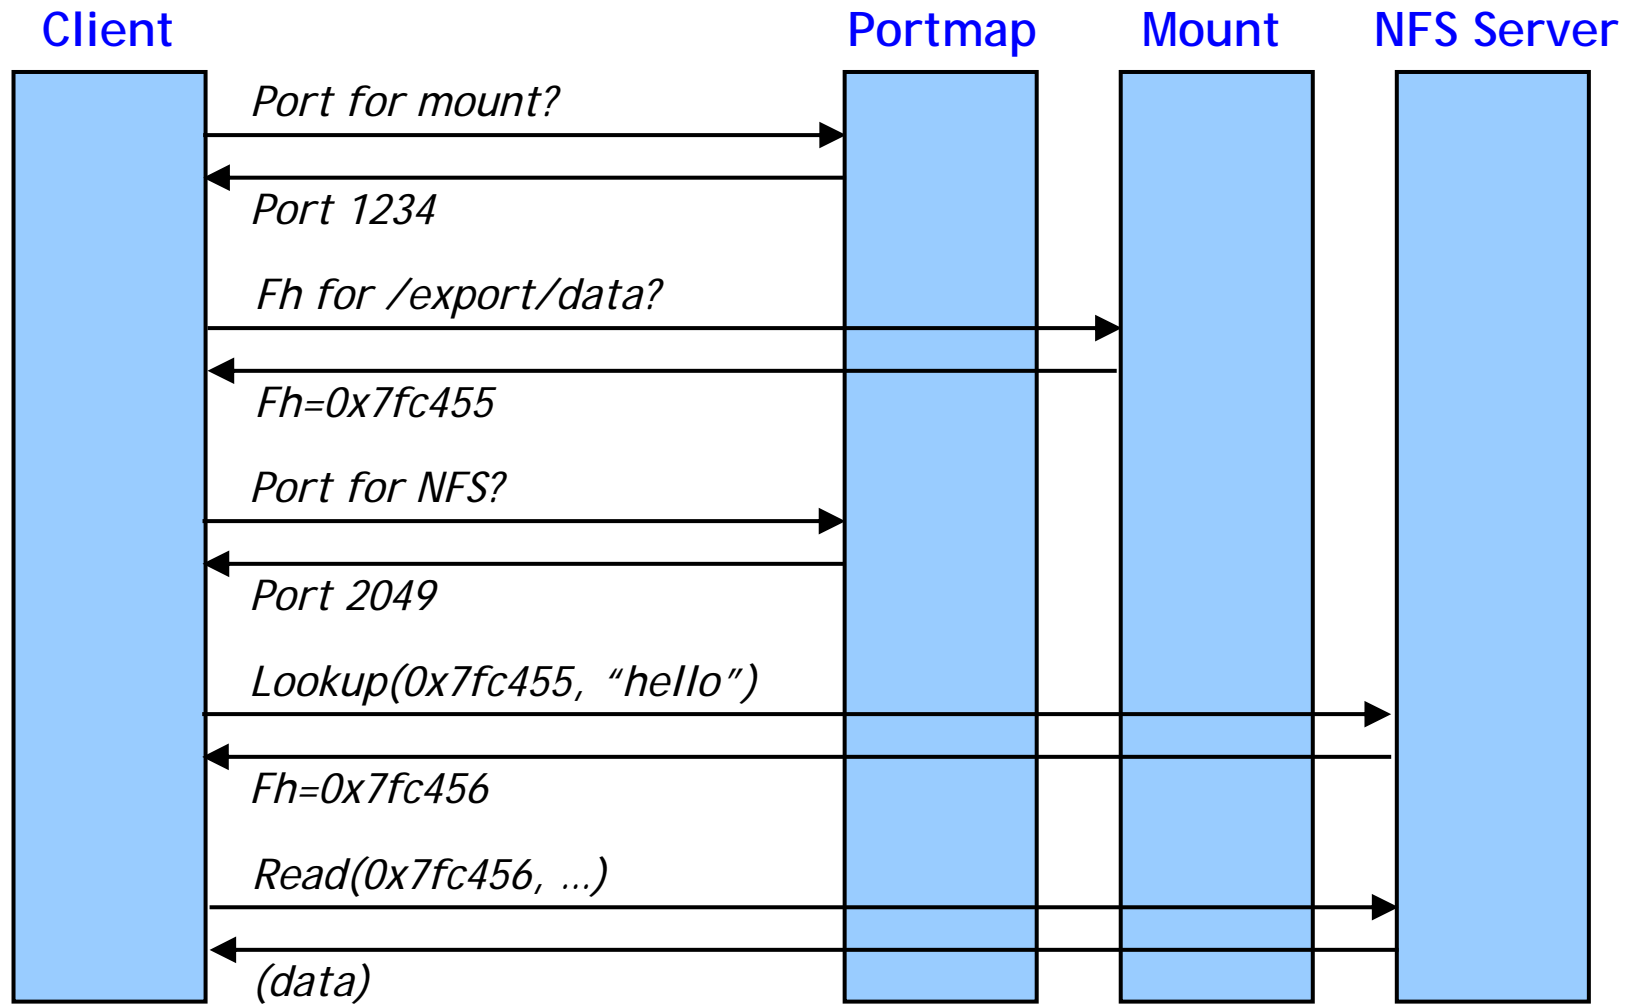 Client Portmap Mount NFS Server
Port for mount?
Port 1234
Fh for /export/data?
Fh=0x7fc455
Port for NFS?
Port 2049
Lookup(0x7fc455, “hello”)
Fh=0x7fc456
Read(0x7fc456, …)
(data)